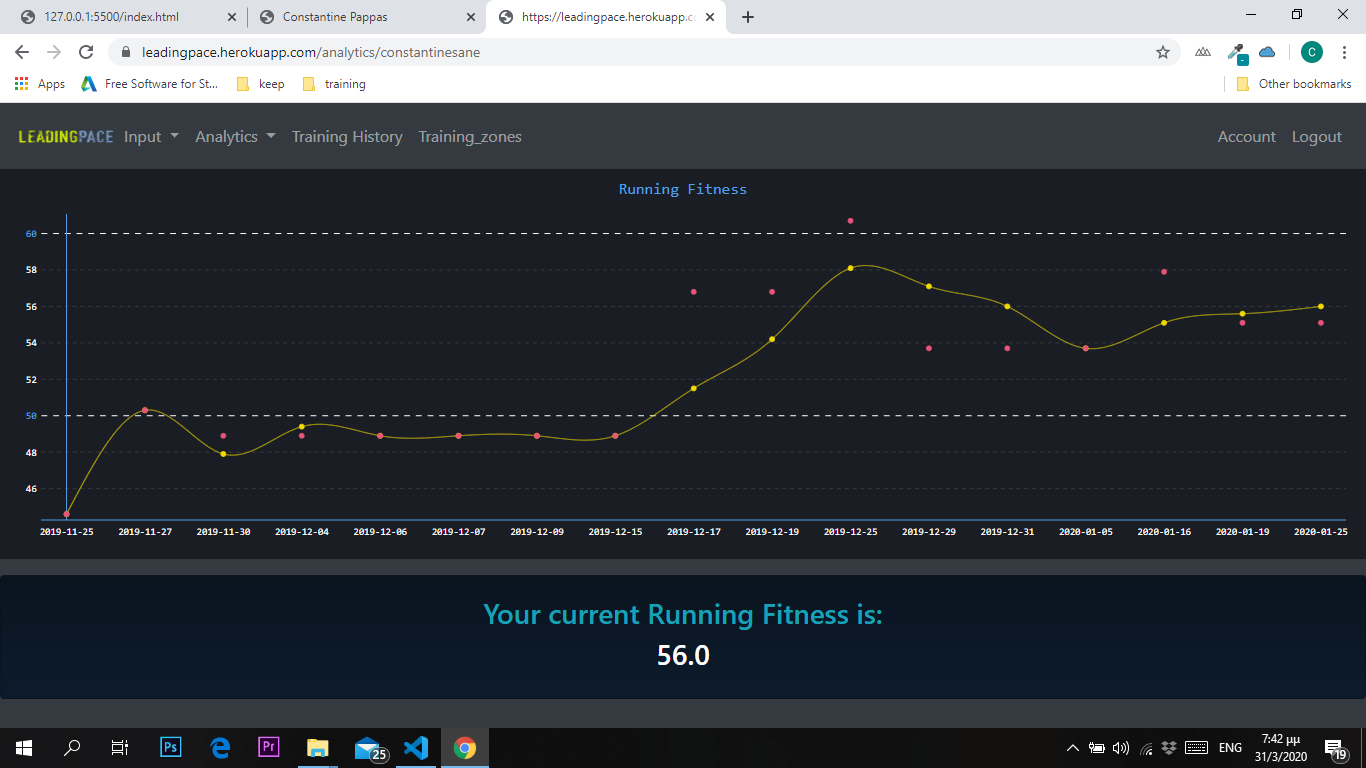 127.0.0.1:5500/index.html
Constantine Pappas
https://leadingpace.herokuapp.c
leadingpace.herokuapp.com/analytics/constantinesane
C
Apps
Free Software for St...
keep
training
Other bookmarks
LEADINGPACE
Input
Analytics
Training History
Training_zones
Account
Logout
Running Fitness
60
58
56
54
52
50
48
46
2019-11-25 2019-11-27 2019-11-30 2019-12-04 2019-12-06 2019-12-07 2019-12-09 2019-12-15 2019-12-17 2019-12-19 2019-12-25 2019-12-29 2019-12-31 2020-01-05 2020-01-16 2020-01-19 2020-01-25
Your current Running Fitness is:
56.0
Ps
Pr
25
ENG
7:42 μμ
31/3/2020
19